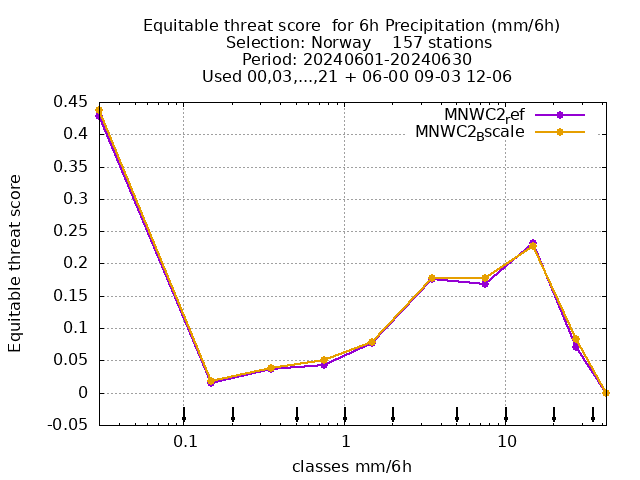 Equitable threat score  for 6h Precipitation (mm/6h)
Selection: Norway    157 stations
Period: 20240601-20240630
Used 00,03,...,21 + 06-00 09-03 12-06
MNWC2ref
MNWC2Bscale
0.45
0.4
0.35
0.3
0.25
0.2
0.15
0.1
0.05
0
-0.05
Equitable threat score
0.1
1
10
classes mm/6h